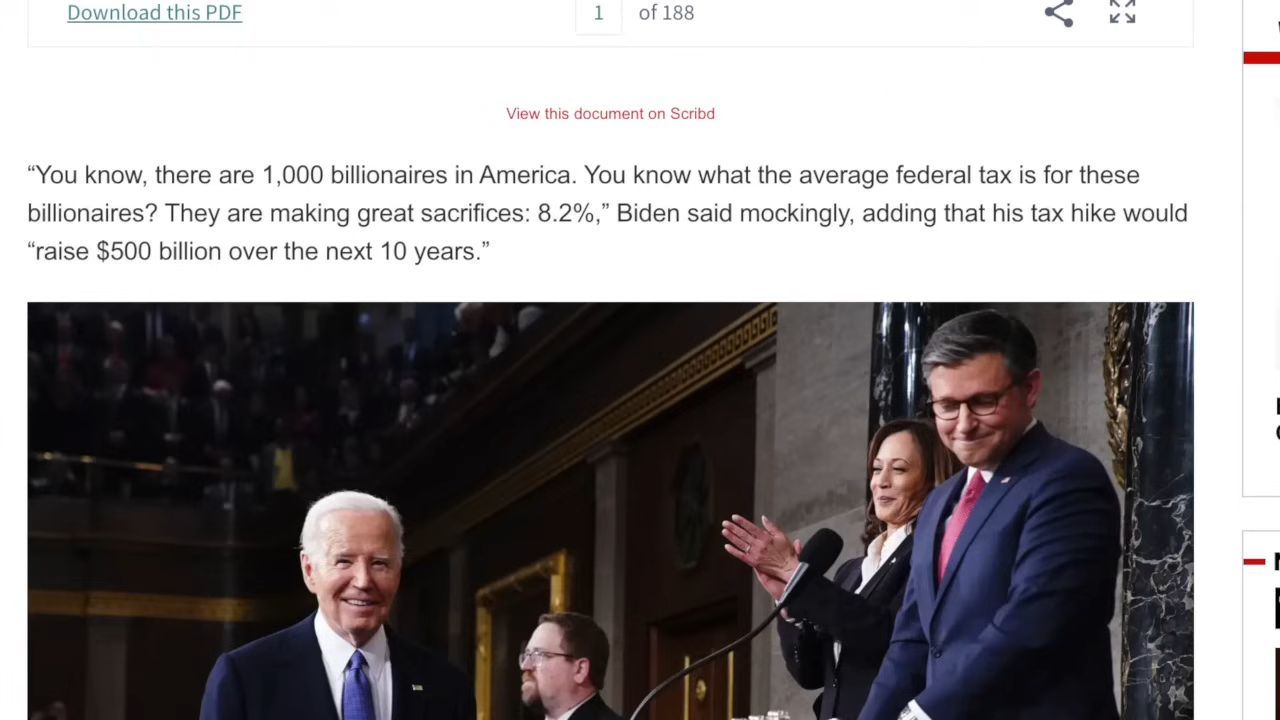 Download this PDF
1
of 188
View this document on Scribd
“You know, there are 1,000 billionaires in America. You know what the average federal tax is for these
billionaires? They are making great sacrifices: 8.2%,” Biden said mockingly, adding that his tax hike would
“raise $500 billion over the next 10 years.”